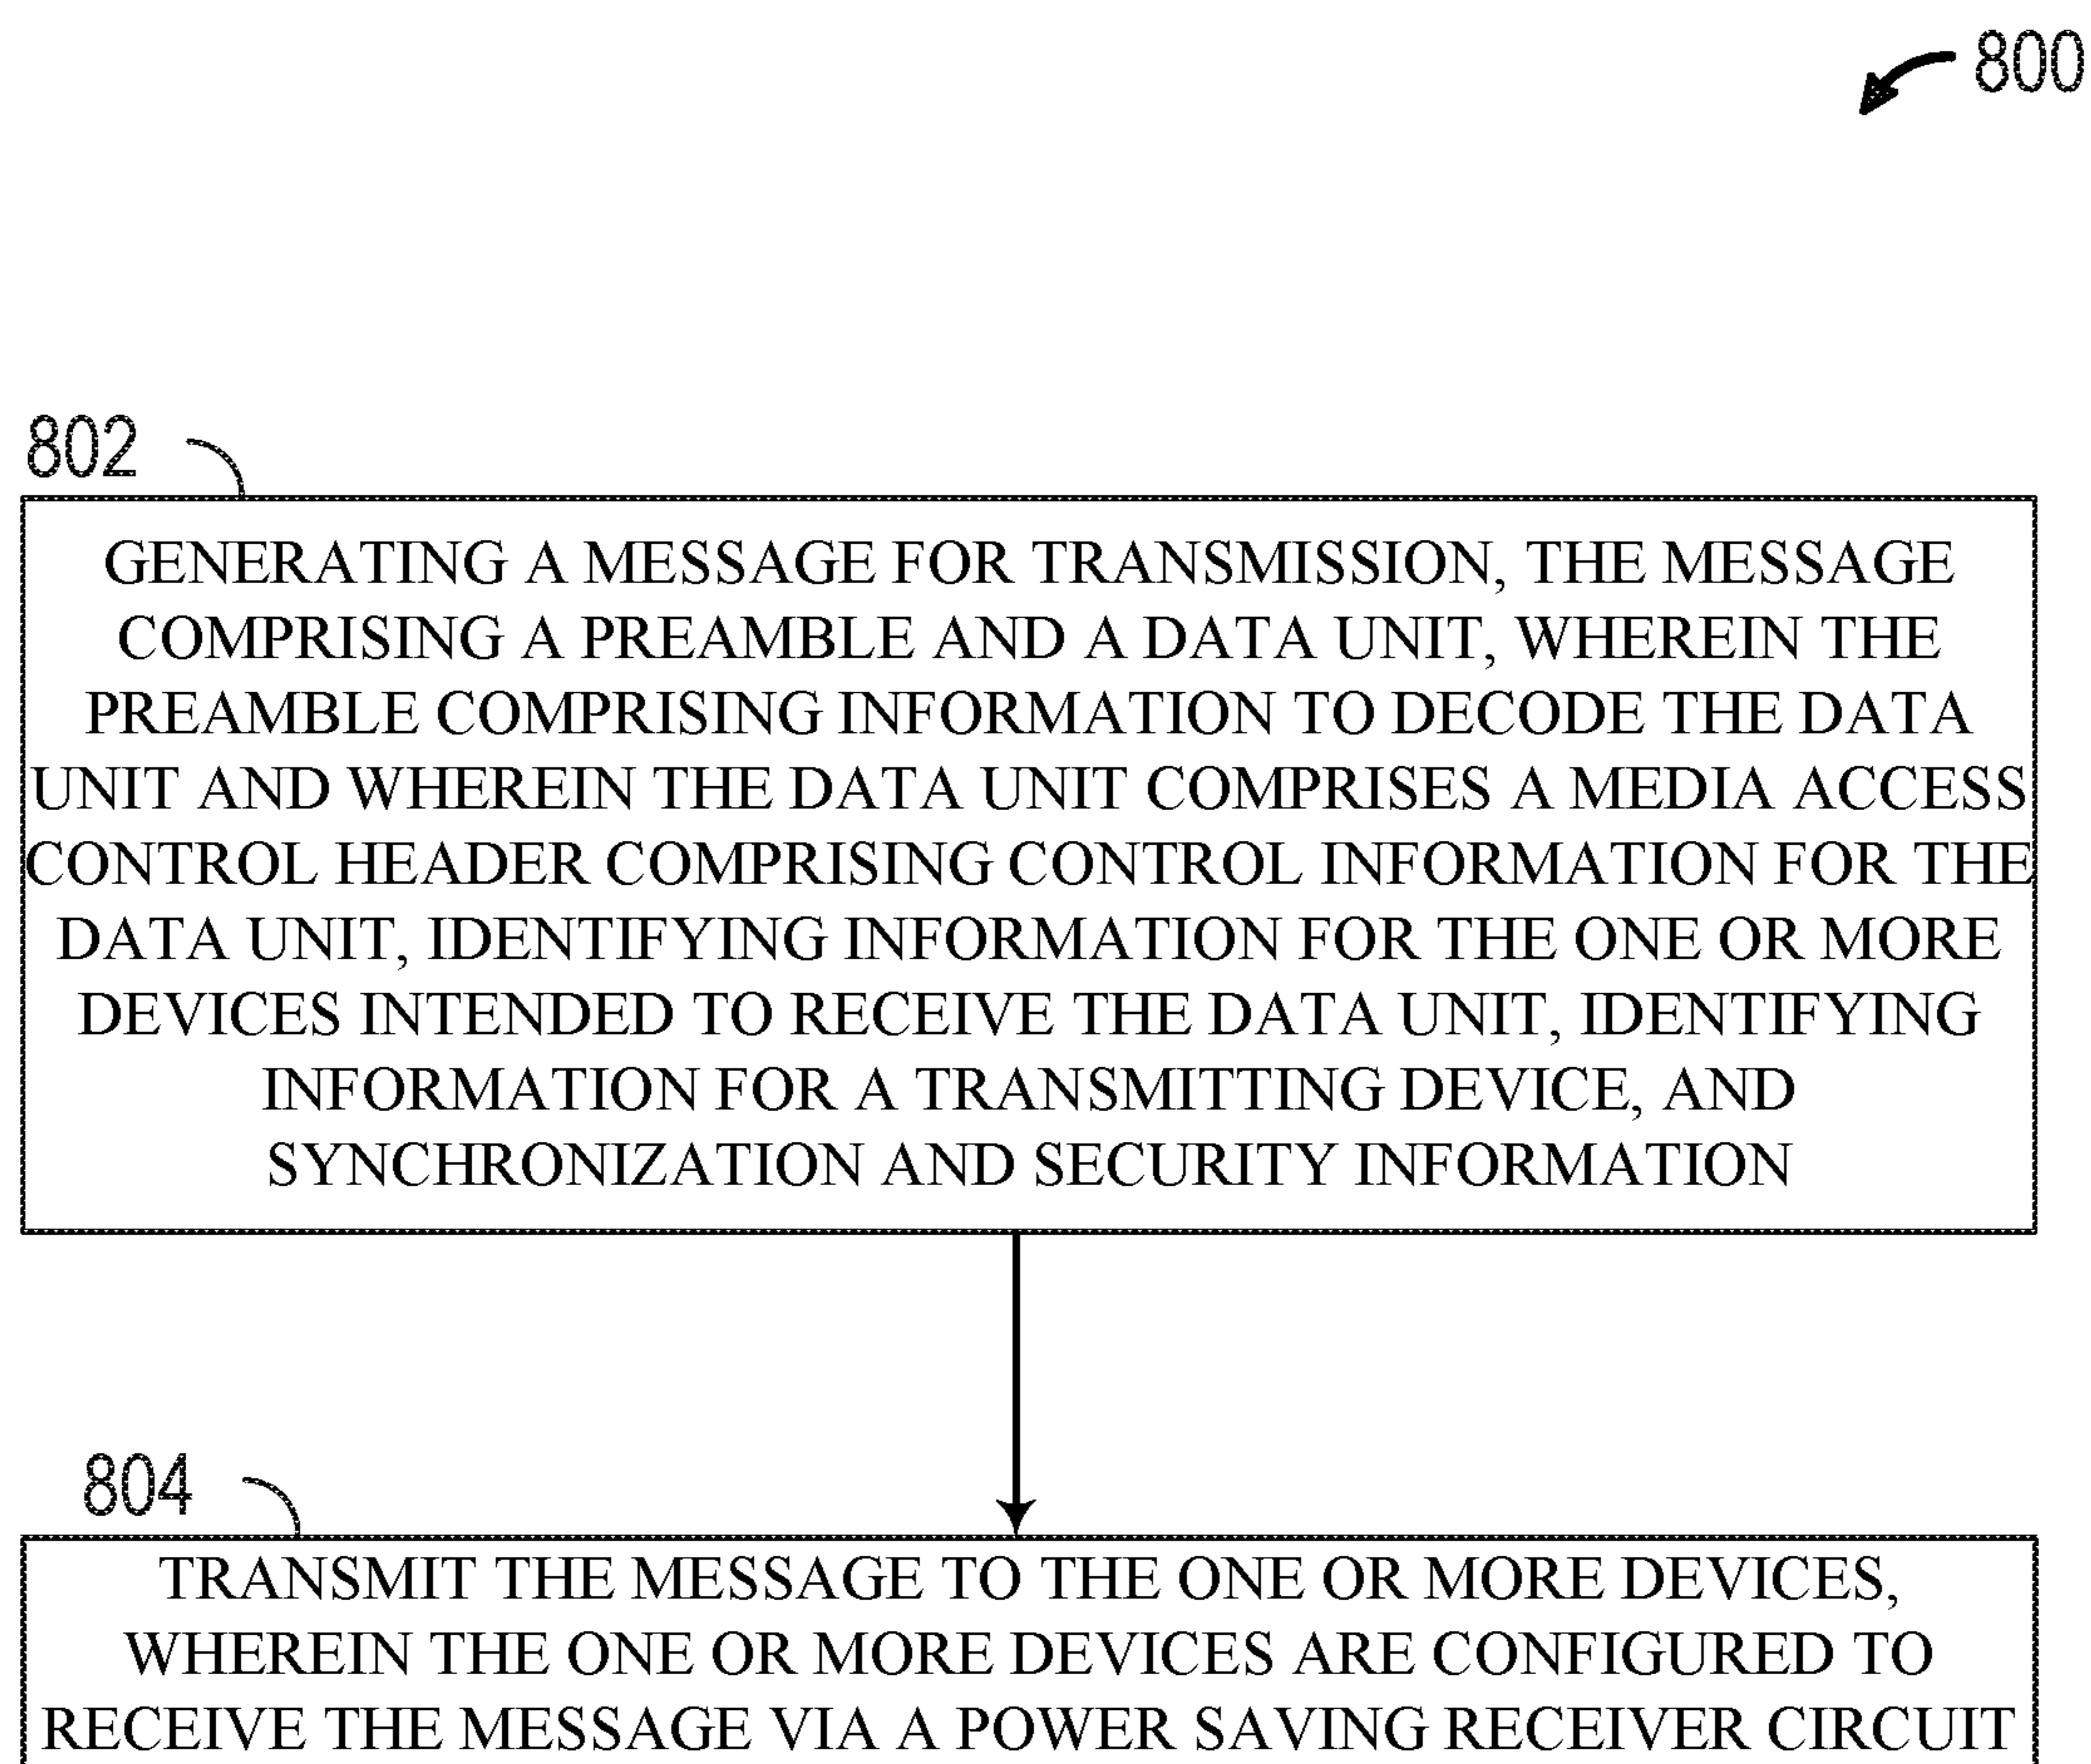 800
802
GENERATING A MESSAGE FOR TRANSMISSION, THE MESSAGE
COMPRISING A PREAMBLE AND A DATA UNIT, WHEREIN THE
PREAMBLE COMPRISING INFORMATION TO DECODE THE DATA
UNIT AND WHEREIN THE DATA UNIT COMPRISES A MEDIA ACCESS
CONTROL HEADER COMPRISING CONTROL INFORMATION FOR THE
DATA UNIT, IDENTIFYING INFORMATION FOR THE ONE OR MORE
DEVICES INTENDED TO RECEIVE THE DATA UNIT, IDENTIFYING
INFORMATION FOR A TRANSMITTING DEVICE, AND
SYNCHRONIZATION AND SECURITY INFORMATION
804
TRANSMIT THE MESSAGE TO THE ONE OR MORE DEVICES,
WHEREIN THE ONE OR MORE DEVICES ARE CONFIGURED TO
RECEIVE THE MESSAGE VIA A POWER SAVING RECEIVER CIRCUIT